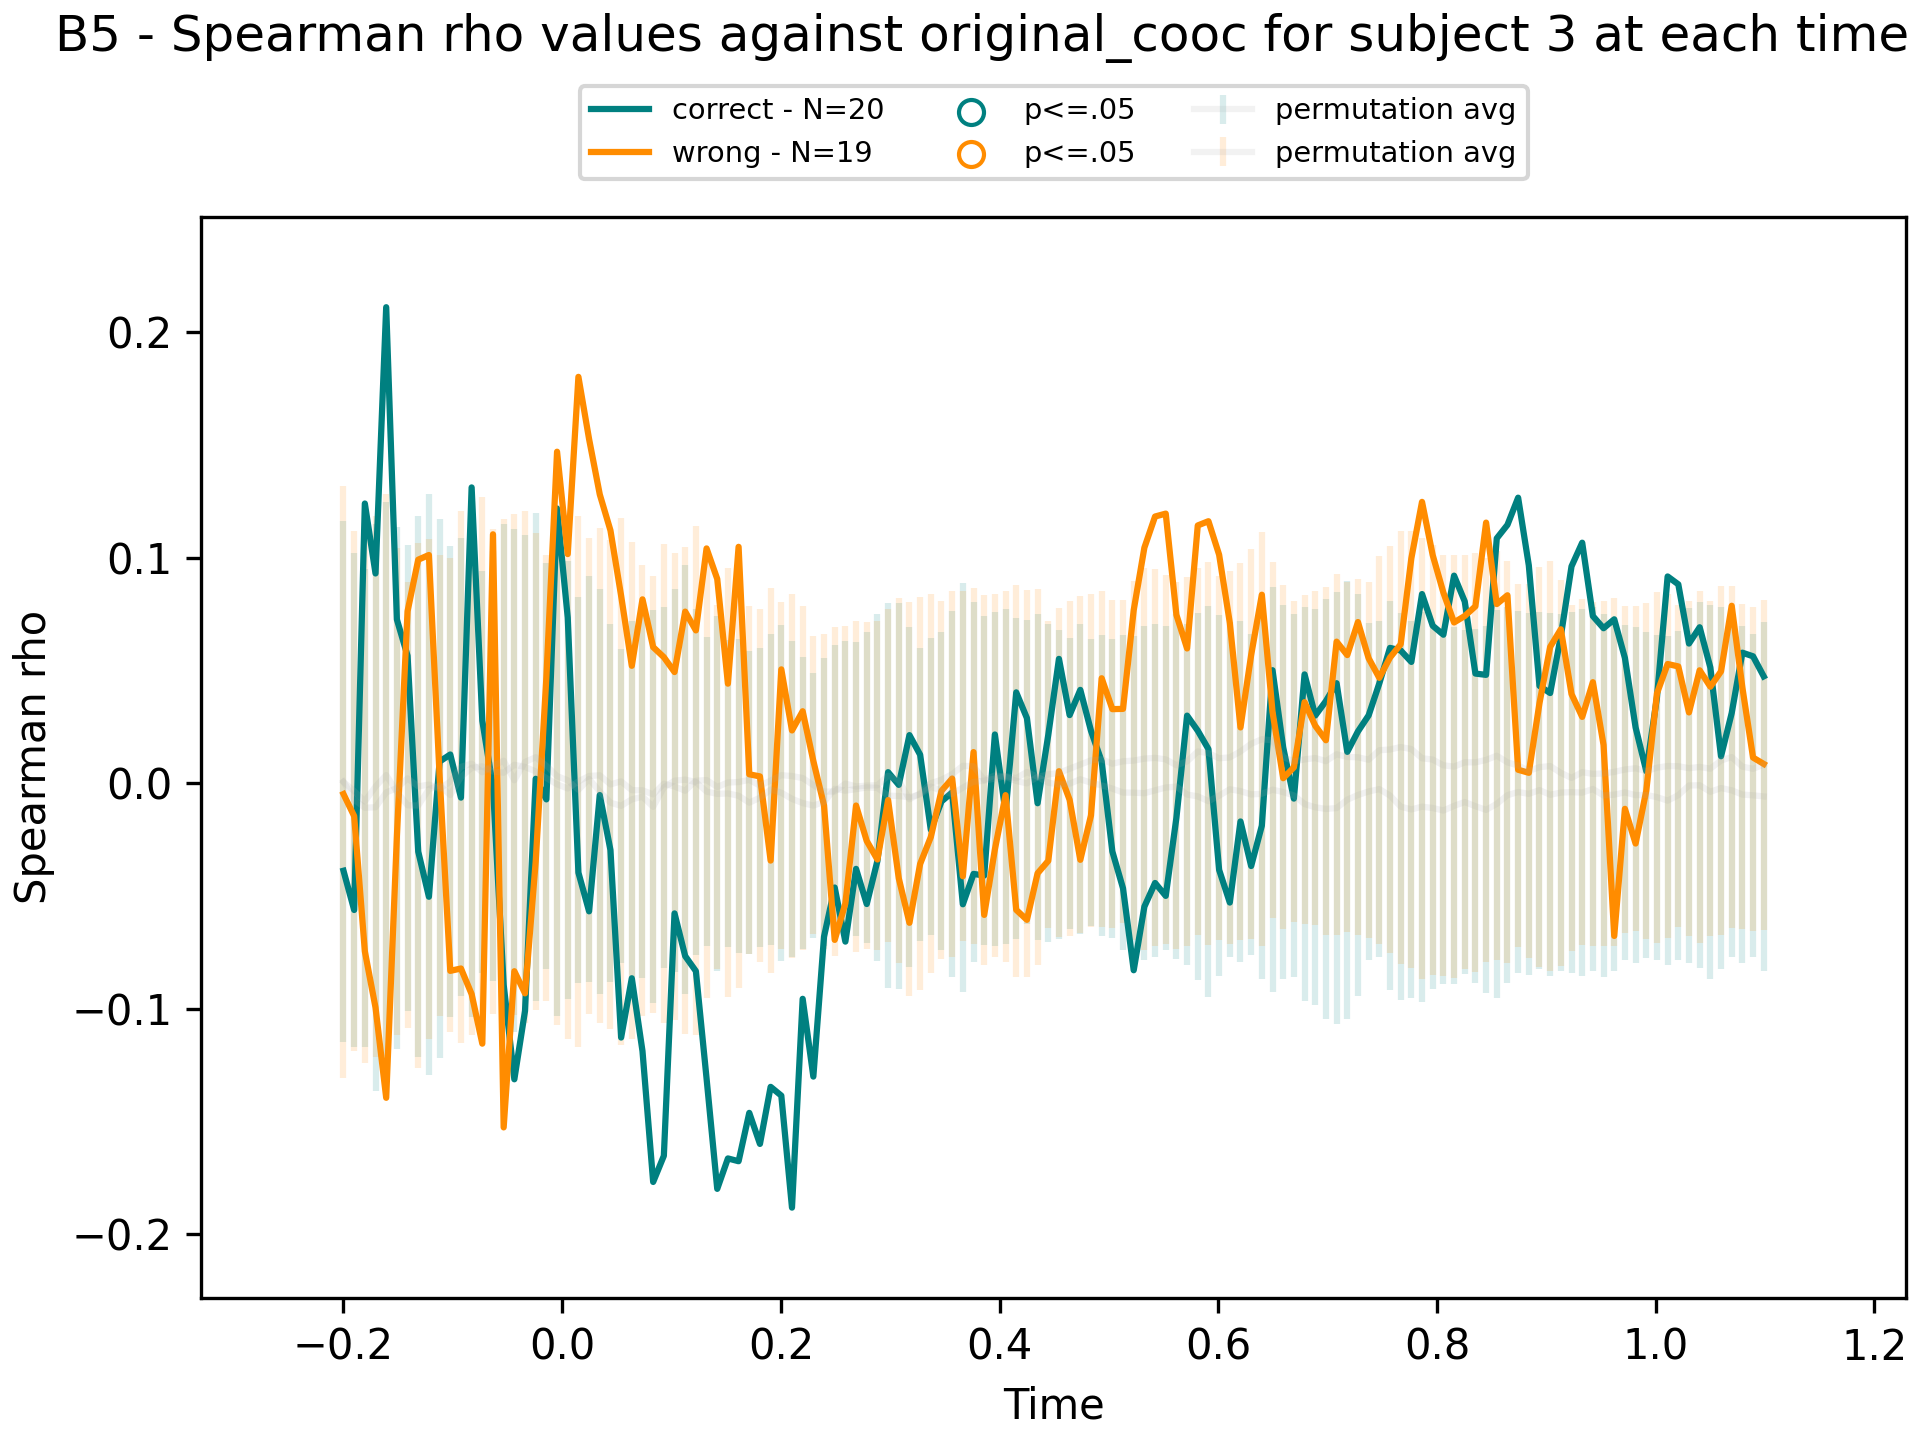 B5 - Spearman rho values against original_cooc for subject 3 at each time
correct - N=20
wrong - N=19
p<=.05
p<=.05
permutation avg
permutation avg
Spearman rho
0.2
0.1
0.0
−0.1
−0.2
−0.2 0.0 0.2 0.4 0.6 0.8 1.0 1.2
Time